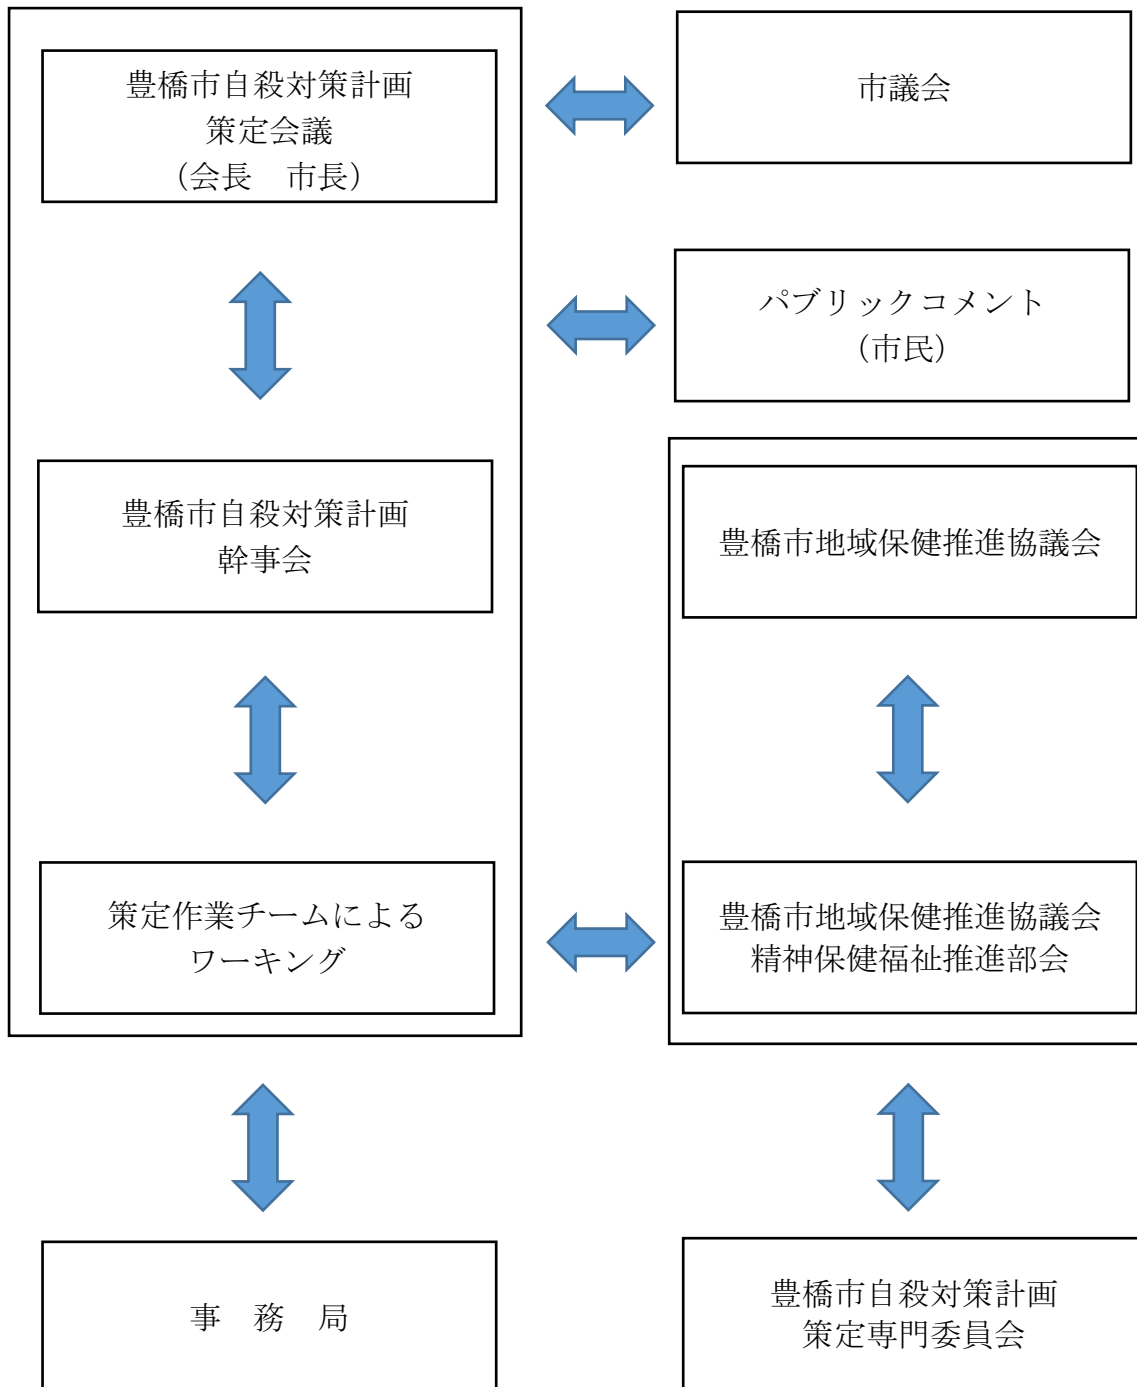 豊橋市自殺対策計画
策定会議
（会長　市長）
市議会
パブリックコメント
（市民）
豊橋市自殺対策計画
幹事会
豊橋市地域保健推進協議会
策定作業チームによる
ワーキング
豊橋市地域保健推進協議会
精神保健福祉推進部会
事　務　局
豊橋市自殺対策計画
策定専門委員会